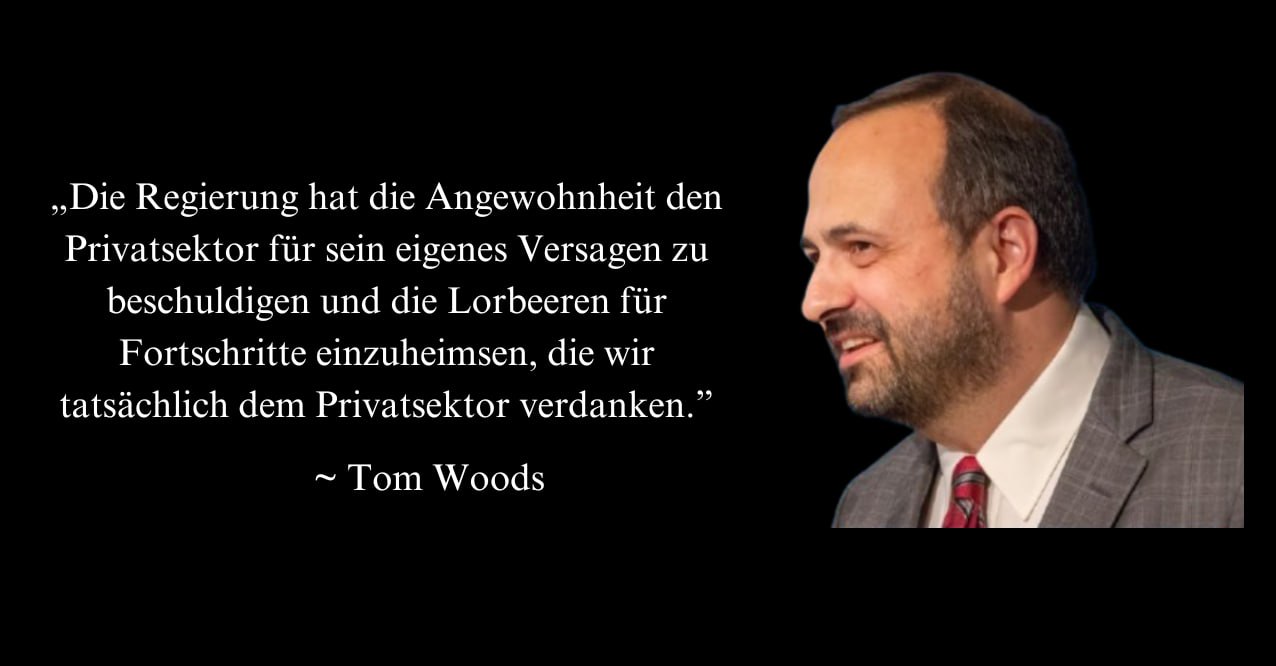 „Die Regierung hat die Angewohnheit den
Privatsektor für sein eigenes Versagen zu
beschuldigen und die Lorbeeren für
Fortschritte einzuheimsen, die wir
tatsächlich dem Privatsektor verdanken.”
~ Tom Woods